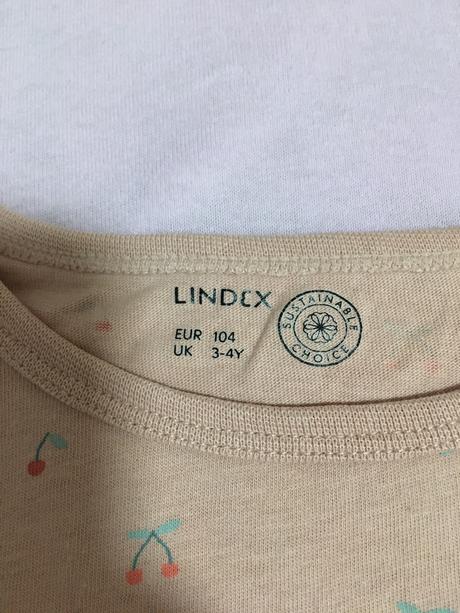 LINDEX
SUSTAINABLE
CHOICE
EUR 104
UK 3-4Y